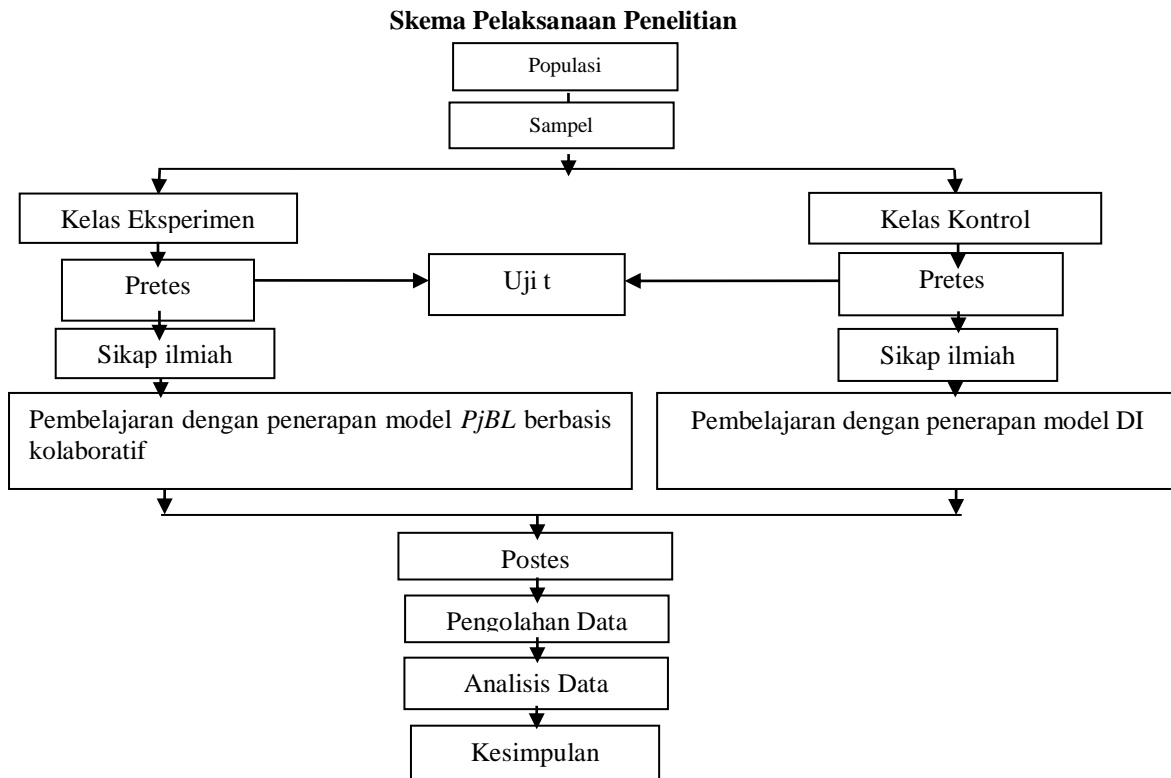 Skema Pelaksanaan Penelitian
Populasi
Sampel
Kelas Eksperimen
Kelas Kontrol
Pretes
Uji t
Pretes
Sikap ilmiah
Sikap ilmiah
Pembelajaran dengan penerapan model PjBL berbasis
kolaboratif
Pembelajaran dengan penerapan model DI
Postes
Pengolahan Data
Analisis Data
Kesimpulan